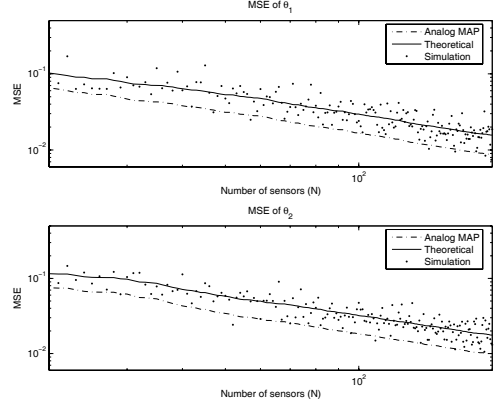 MSE of θ1
Analog MAP
Theoretical
Simulation
10^-1
10^-2
MSE
10^2
Number of sensors (N)
MSE of θ2
Analog MAP
Theoretical
Simulation
10^-1
10^-2
MSE
10^2
Number of sensors (N)